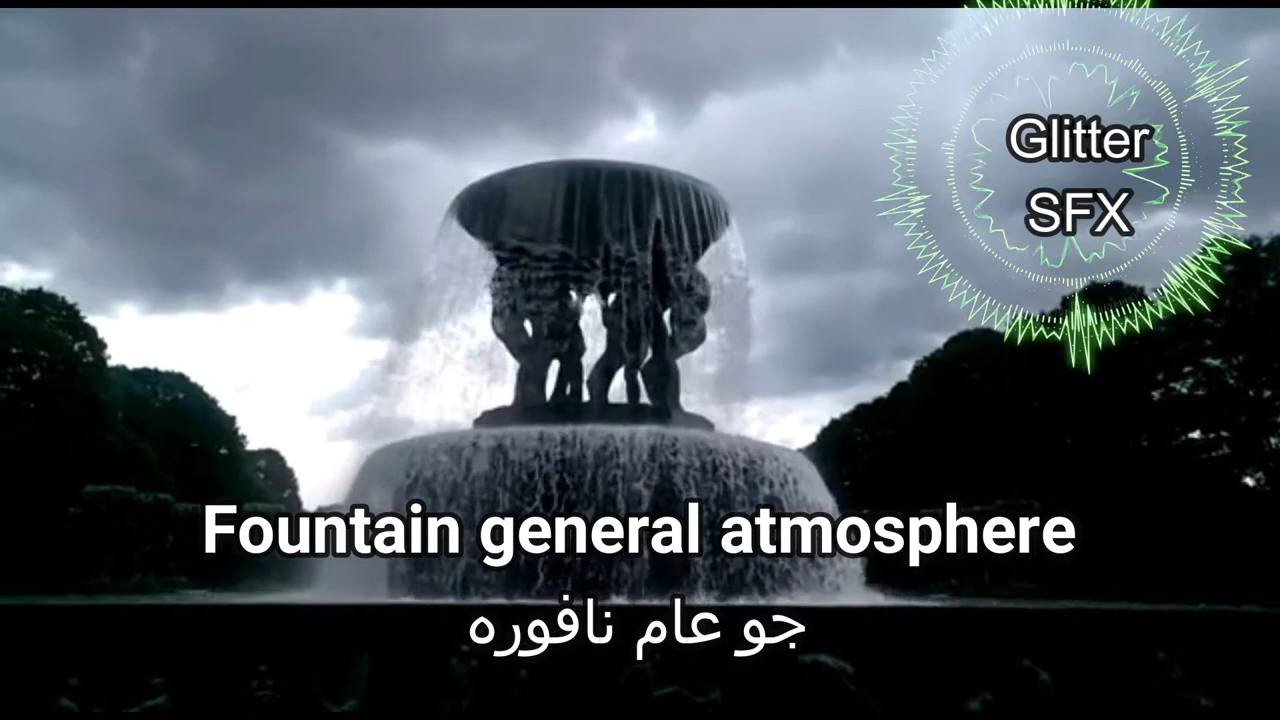 Glitter
SFX
Fountain general atmosphere
جو عام نافوره